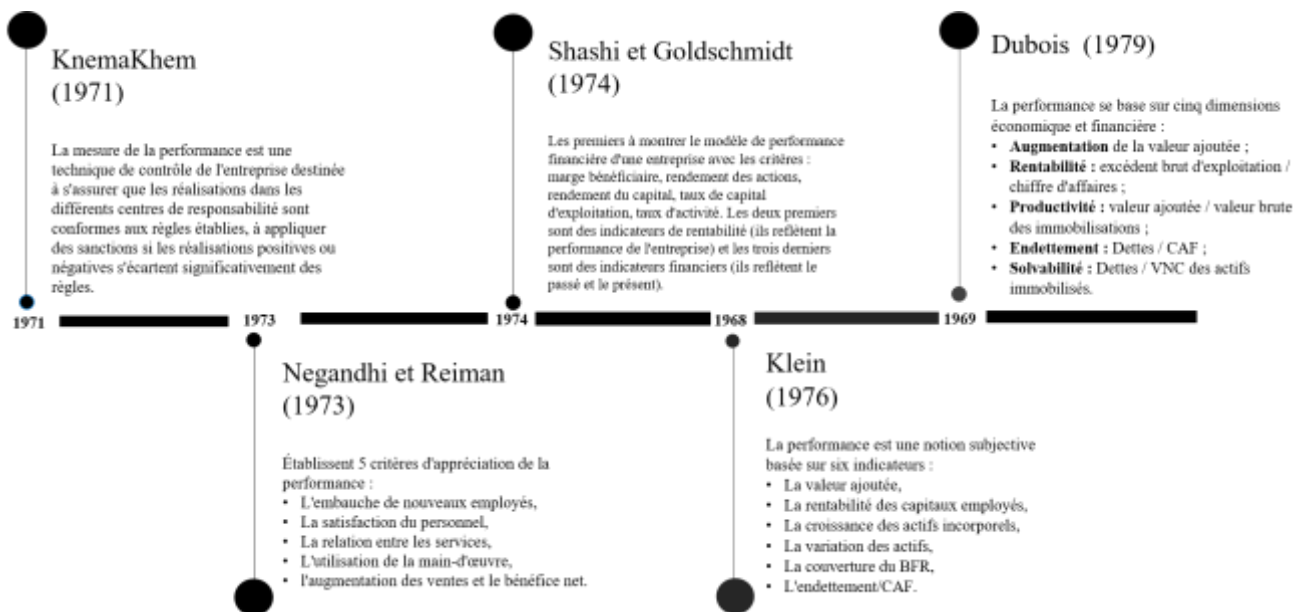 KnemaKhem
(1971)
La mesure de la performance est une
technique de contrôle de l'entreprise destinée
à s'assurer que les réalisations dans les
différents centres de responsabilité sont
conformes aux règles établies, à appliquer
des sanctions si les réalisations positives ou
négatives s'écartent significativement des
règles.
Shashi et Goldschmidt
(1974)
Les premiers à montrer le modèle de performance
financière d'une entreprise avec les critères :
marge bénéficiaire, rendement des actions,
rendement du capital, taux de capital
d'exploitation, taux d'activité. Les deux premiers
sont des indicateurs de rentabilité (ils reflètent la
performance de l'entreprise) et les trois derniers
sont des indicateurs financiers (ils reflètent le
passé et le présent).
Dubois (1979)
La performance se base sur cinq dimensions
économique et financière :
• Augmentation de la valeur ajoutée ;
• Rentabilité : excédent brut d'exploitation /
chiffre d'affaires ;
• Productivité : valeur ajoutée / valeur brute
des immobilisations ;
• Endettement : Dettes / CAF ;
• Solvabilité : Dettes / VNC des actifs
immobilisés.
1971 1973 1974 1968 1969
Negandhi et Reiman
(1973)
Établissent 5 critères d'appréciation de la
performance :
• L'embauche de nouveaux employés,
• La satisfaction du personnel,
• La relation entre les services,
• L'utilisation de la main-d'œuvre,
• l'augmentation des ventes et le bénéfice net.
Klein
(1976)
La performance est une notion subjective
basée sur six indicateurs :
• La valeur ajoutée,
• La rentabilité des capitaux employés,
• La croissance des actifs incorporels,
• La variation des actifs,
• La couverture du BFR,
• L'endettement/CAF.